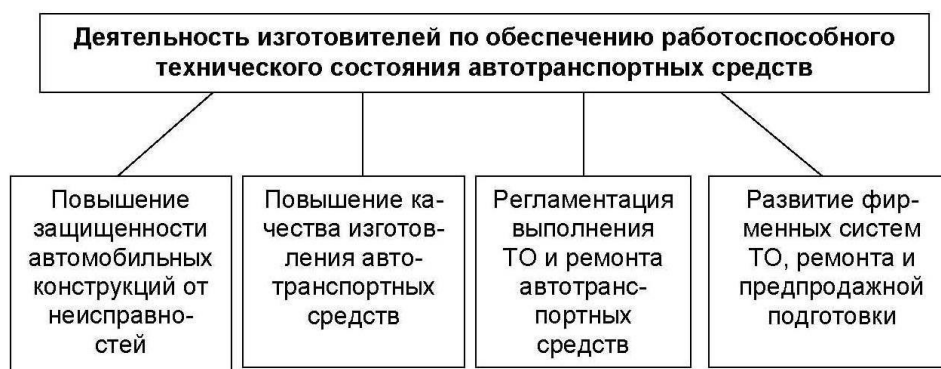 Деятельность изготовителей по обеспечению работоспособного
технического состояния автотранспортных средств
Повышение
защищенности
автомобильных
конструкций от
неисправно-
стей
Повышение ка-
чества изготов-
ления авто-
транспортных
средств
Регламентация
выполнения
ТО и ремонта
автотранс-
портных
средств
Развитие фир-
менных систем
ТО, ремонта и
предпродажной
подготовки